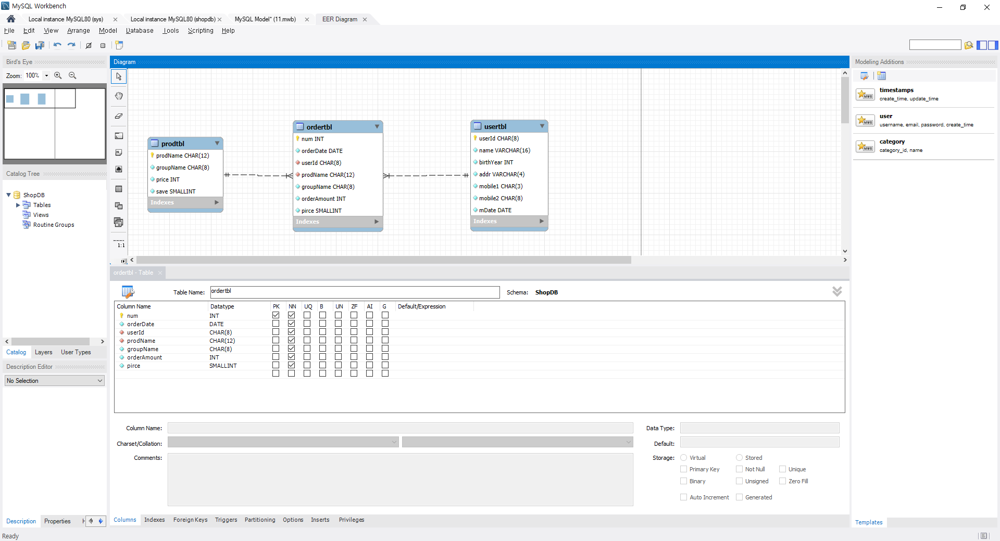 MySQL Workbench
Local instance MySQL80 (sys)
Local instance MySQL80 (shopdb)
MySQL Model* (11.mwb)
EER Diagram
File Edit View Arrange Model Database Tools Scripting Help
Bird's Eye
Zoom: 100%
Catalog Tree
ShopDB
Tables
Views
Routine Groups
Catalog Layers User Types
Description Editor
No Selection
Description Properties H
Ready
Diagram
1:1
prodtbl
prodName CHAR(12)
groupName CHAR(8)
price INT
save SMALLINT
Indexes
ordertbl
num INT
orderDate DATE
userId CHAR(8)
prodName CHAR(12)
groupName CHAR(8)
orderAmount INT
pirce SMALLINT
Indexes
usertbl
userId CHAR(8)
name VARCHAR(16)
birthYear INT
addr VARCHAR(4)
mobile1 CHAR(3)
mobile2 CHAR(8)
mDate DATE
Indexes
ordertbl - Table
Table Name: ordertbl Schema: ShopDB
Column Name Datatype PK NN UQ B UN ZF AI G Default/Expression
num INT
orderDate DATE
userId CHAR(8)
prodName CHAR(12)
groupName CHAR(8)
orderAmount INT
pirce SMALLINT
Column Name: Data Type:
Charset/Collation: Default:
Comments: Storage: Virtual Stored
Primary Key Not Null Unique
Binary Unsigned Zero Fill
Auto Increment Generated
Columns Indexes Foreign Keys Triggers Partitioning Options Inserts Privileges
Modeling Additions
MWB
timestamps
create_time, update_time
MWB
user
username, email, password, create_time
MWB
category
category_id, name
Templates